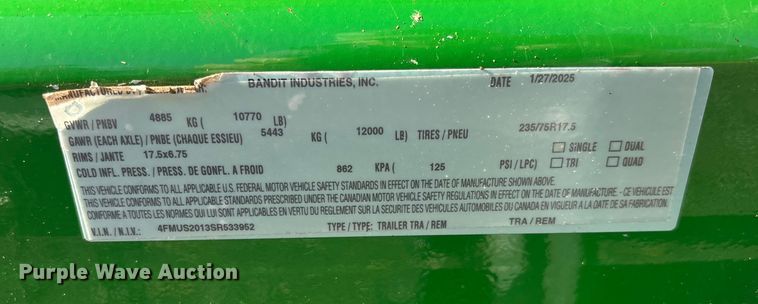 MANUFACTURED BY BANDIT INDUSTRIES, INC. DATE 1/27/2025
GVWR / PNBV 4885 KG ( 10770 LB)
GAWR (EACH AXLE) / PNBE (CHAQUE ESSIEU) 5443 KG ( 12000 LB) TIRES / PNEU 235/75R17.5
RIMS / JANTE 17.5x6.75 SINGLE DUAL
COLD INFL. PRESS. / PRESS. DE GONFL. A FROID 862 KPA ( 125 PSI / LPC) TRI QUAD
THIS VEHICLE CONFORMS TO ALL APPLICABLE U.S. FEDERAL MOTOR VEHICLE SAFETY STANDARDS IN EFFECT ON THE DATE OF MANUFACTURE SHOWN ABOVE.
THIS VEHICLE CONFORMS TO ALL APPLICABLE STANDARDS PRESCRIBED UNDER THE CANADIAN MOTOR VEHICLE SAFETY REGULATIONS IN EFFECT ON THE DATE OF MANUFACTURE. - CE VEHICULE EST
CONFORME A TOUTES LES NORMES QUI LUI SONT APPLICABLES EN VERTU DU REGLEMENT SUR LA SECURITE DES VEHICULES AUTOMOBILES DU CANADA EN VIGUEUR A LA DATE DE SA FABRICATION.
V.I.N. / N.I.V.: 4FMUS2013SR533952 TYPE / TYPE: TRAILER TRA / REM TRA / REM
Purple Wave Auction